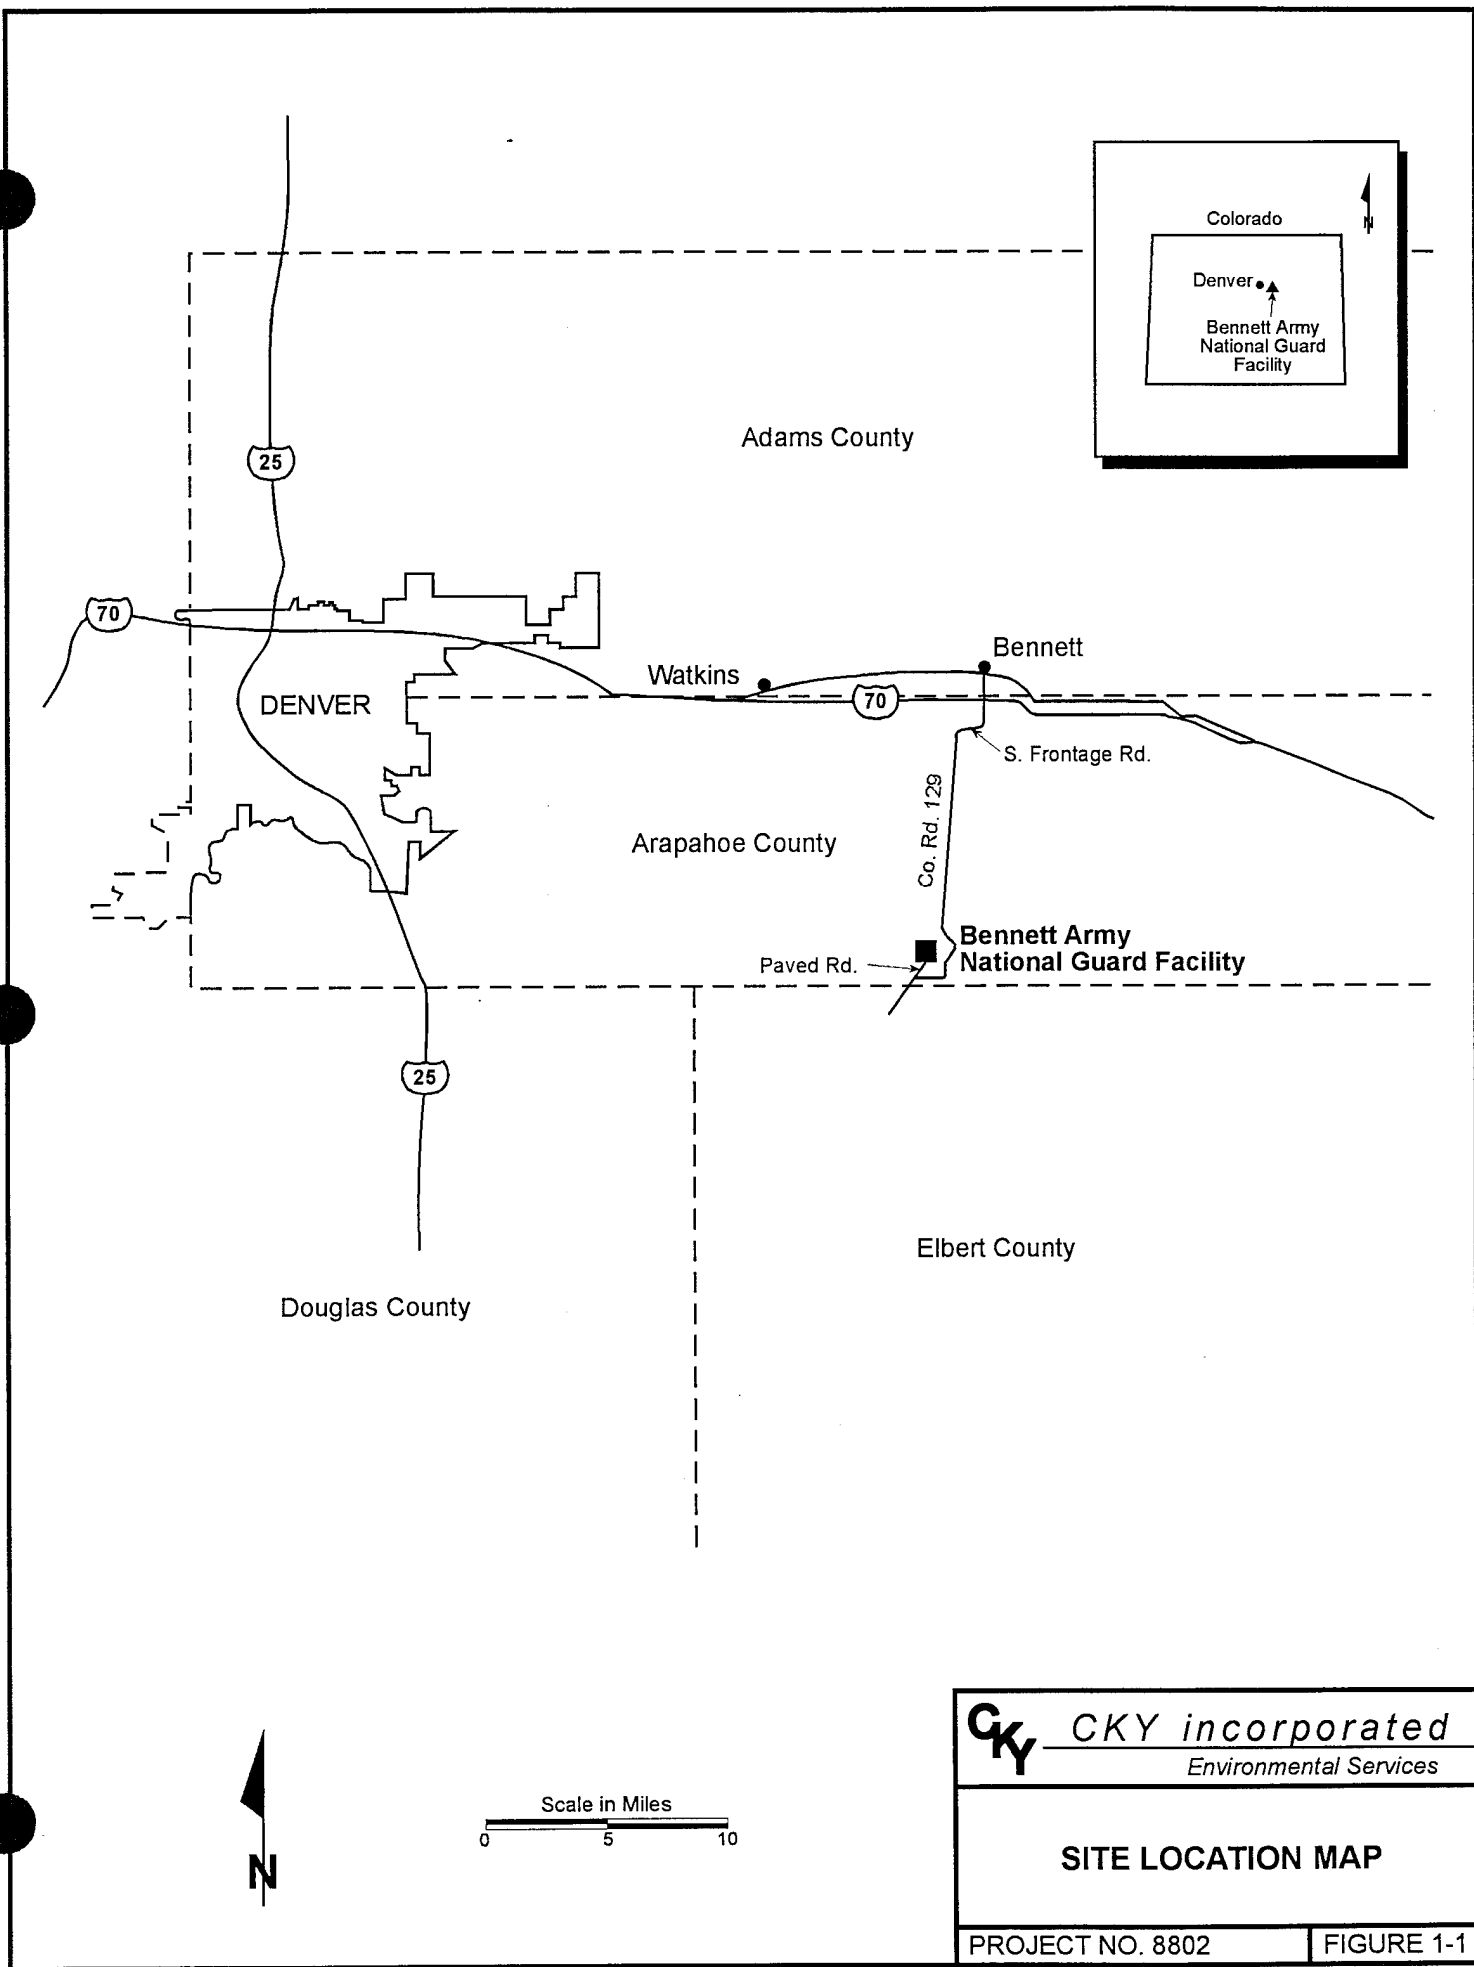 Colorado
N
Denver
Bennett Army
National Guard
Facility
Adams County
25
70
Bennett
Watkins
70
DENVER
S. Frontage Rd.
Co. Rd. 129
Arapahoe County
Bennett Army
National Guard Facility
Paved Rd.
25
Elbert County
Douglas County
N
Scale in Miles
0 5 10
CKY
CKY incorporated
Environmental Services
SITE LOCATION MAP
PROJECT NO. 8802
FIGURE 1-1